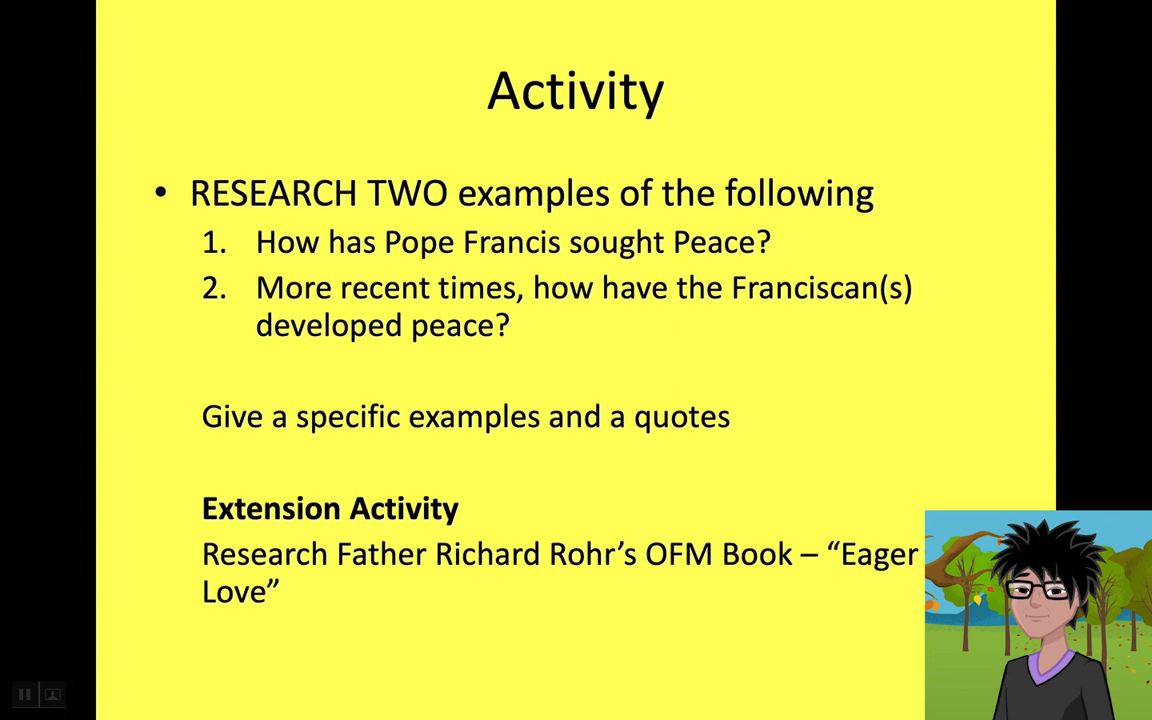 Activity
• RESEARCH TWO examples of the following
1. How has Pope Francis sought Peace?
2. More recent times, how have the Franciscan(s)
developed peace?
Give a specific examples and a quotes
Extension Activity
Research Father Richard Rohr’s OFM Book – “Eager
Love”